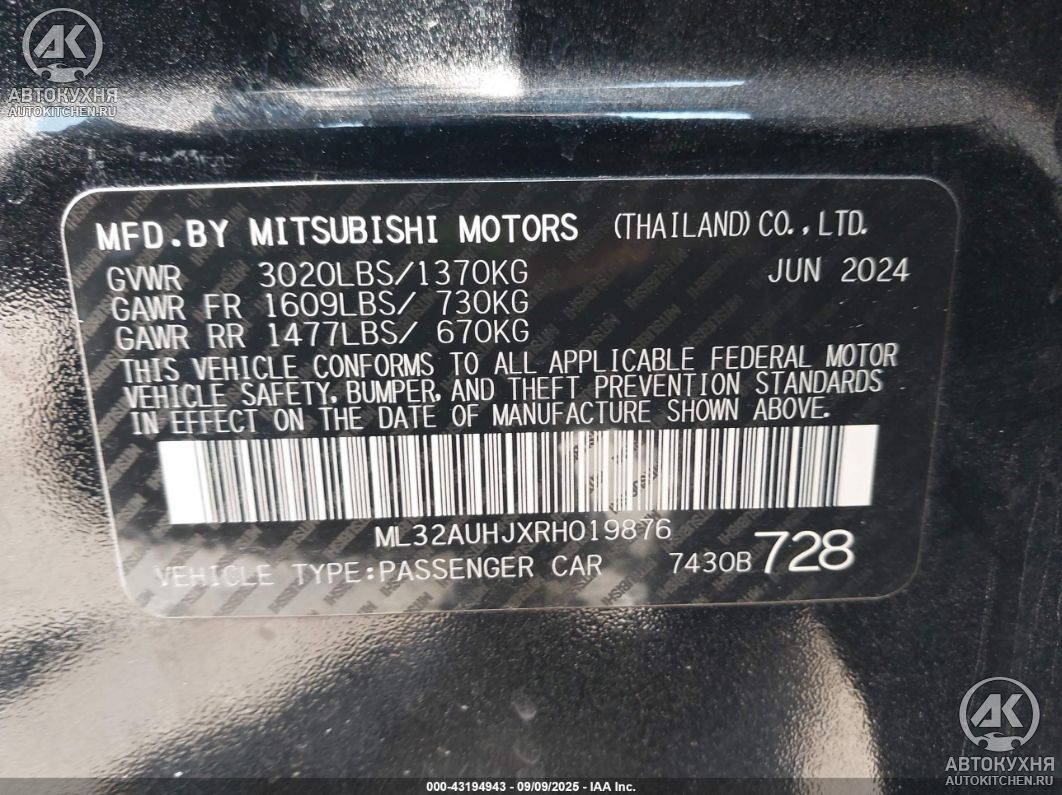 AK
АВТОКУХНЯ
AUTOKITCHEN.RU
MFD.BY MITSUBISHI MOTORS (THAILAND)CO.,LTD.
GVWR 3020LBS/1370KG JUN 2024
GAWR FR 1609LBS/ 730KG
GAWR RR 1477LBS/ 670KG
THIS VEHICLE CONFORMS TO ALL APPLICABLE FEDERAL MOTOR
VEHICLE SAFETY, BUMPER, AND THEFT PREVENTION STANDARDS
IN EFFECT ON THE DATE OF MANUFACTURE SHOWN ABOVE.
ML32AUHJXRH019876
VEHICLE TYPE:PASSENGER CAR 7430B 728
AK
АВТОКУХНЯ
AUTOKITCHEN.RU
000-43194943 - 09/09/2025 - IAA Inc.